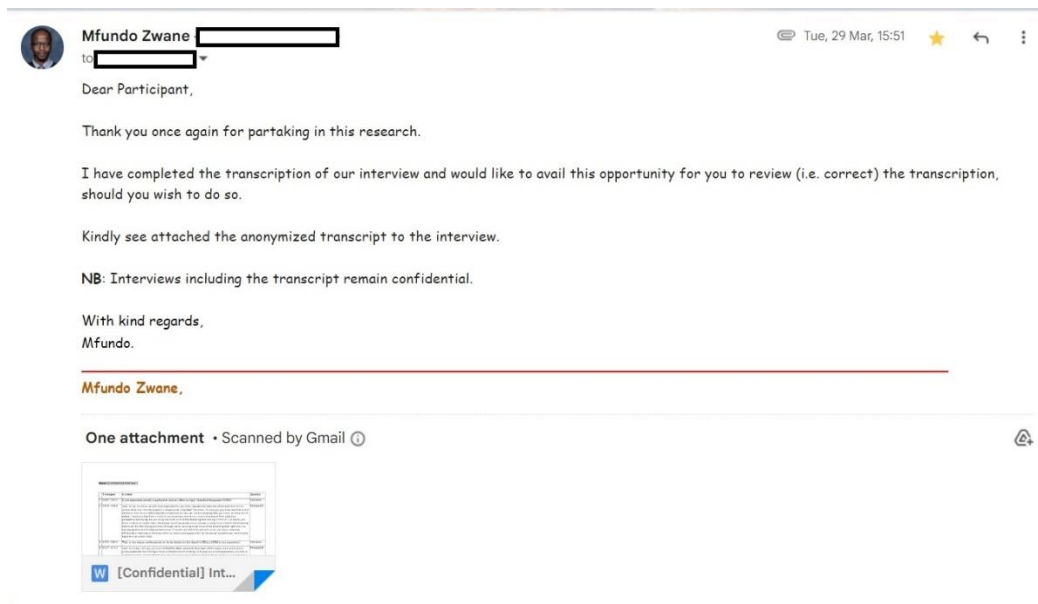 Mfundo Zwane
Tue, 29 Mar, 15:51
to
Dear Participant,
Thank you once again for partaking in this research.
I have completed the transcription of our interview and would like to avail this opportunity for you to review (i.e. correct) the transcription,
should you wish to do so.
Kindly see attached the anonymized transcript to the interview.
NB: Interviews including the transcript remain confidential.
With kind regards,
Mfundo.
Mfundo Zwane,
One attachment • Scanned by Gmail
W [Confidential] Int...